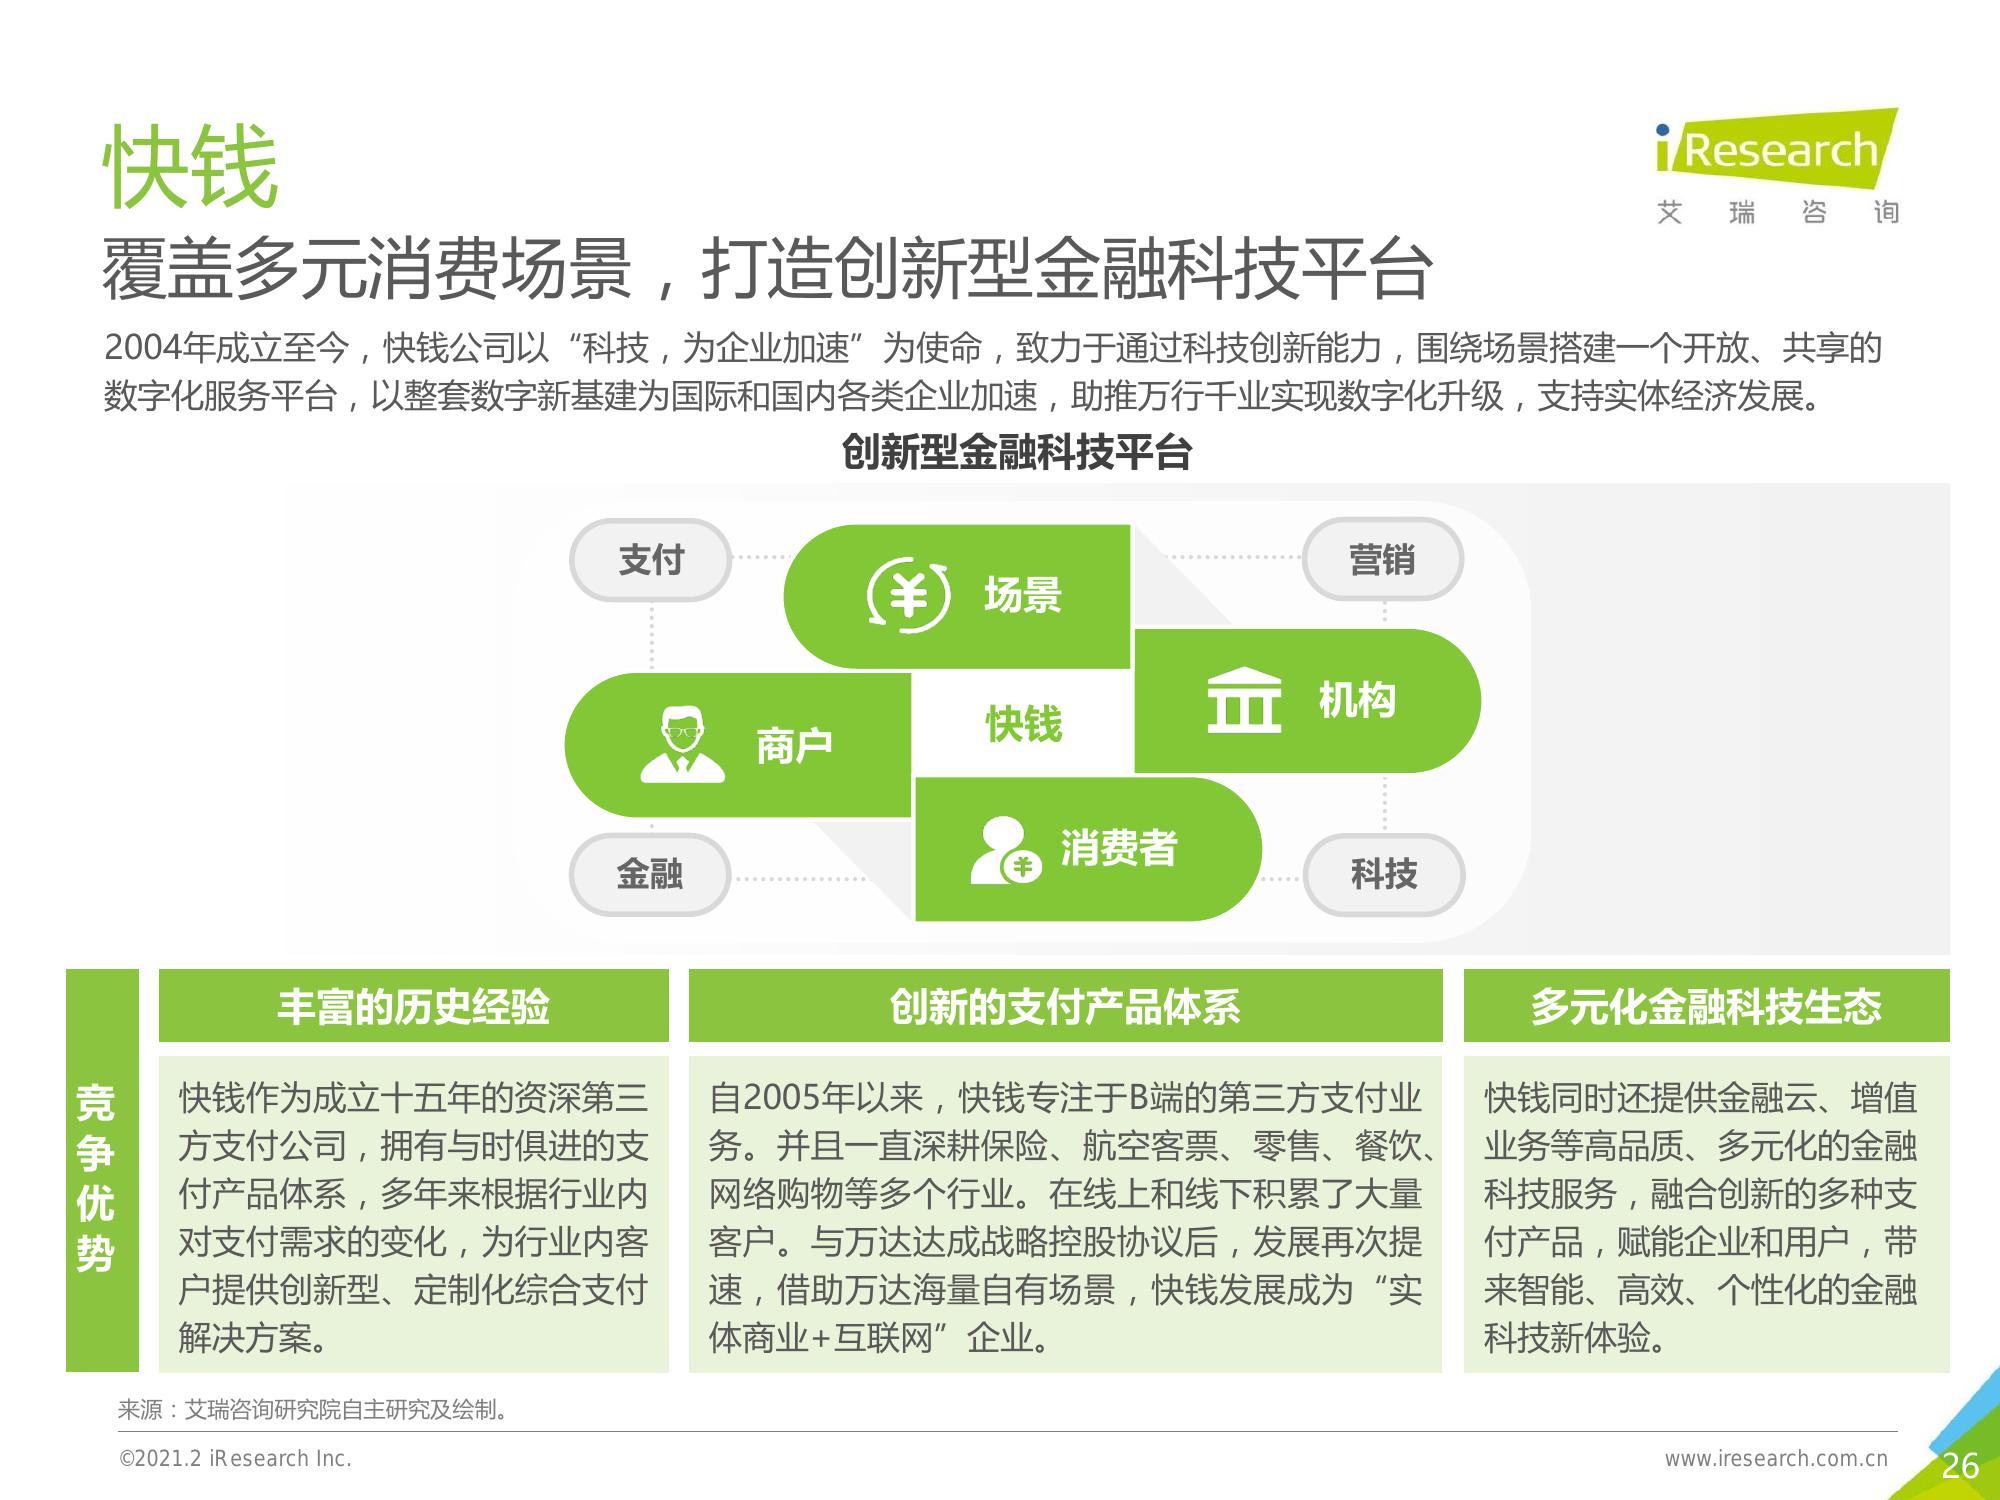 快钱
iResearch
艾瑞咨询
覆盖多元消费场景，打造创新型金融科技平台
2004年成立至今，快钱公司以“科技，为企业加速”为使命，致力于通过科技创新能力，围绕场景搭建一个开放、共享的
数字化服务平台，以整套数字新基建为国际和国内各类企业加速，助推万行千业实现数字化升级，支持实体经济发展。
创新型金融科技平台
支付
场景
营销
商户
快钱
机构
金融
消费者
科技
竞争优势
丰富的历史经验
快钱作为成立十五年的资深第三
方支付公司，拥有与时俱进的支
付产品体系，多年来根据行业内
对支付需求的变化，为行业内客
户提供创新型、定制化综合支付
解决方案。
创新的支付产品体系
自2005年以来，快钱专注于B端的第三方支付业
务。并且一直深耕保险、航空客票、零售、餐饮、
网络购物等多个行业。在线上和线下积累了大量
客户。与万达达成战略控股协议后，发展再次提
速，借助万达海量自有场景，快钱发展成为“实
体商业+互联网”企业。
多元化金融科技生态
快钱同时还提供金融云、增值
业务等高品质、多元化的金融
科技服务，融合创新的多种支
付产品，赋能企业和用户，带
来智能、高效、个性化的金融
科技新体验。
来源：艾瑞咨询研究院自主研究及绘制。
©2021.2 iResearch Inc.
www.iresearch.com.cn
26